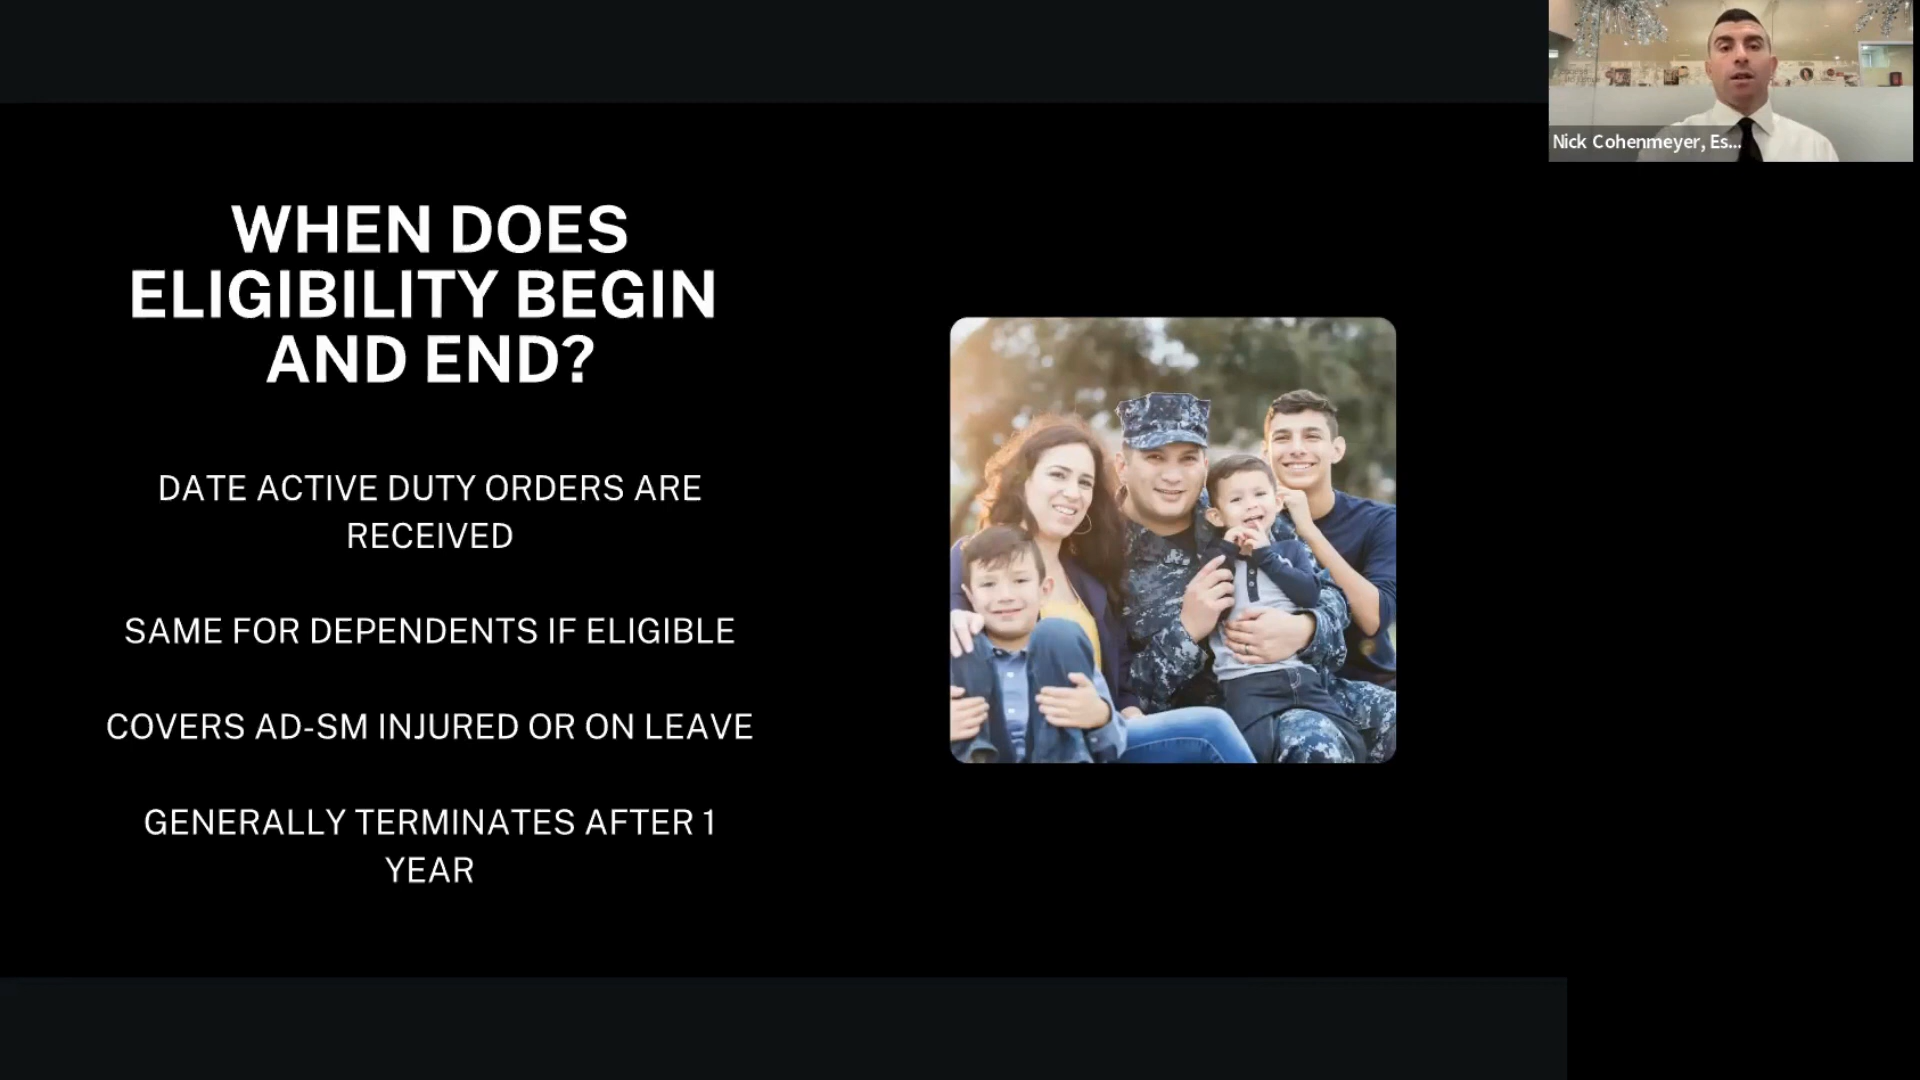 Nick Cohenmeyer, Es...
WHEN DOES
ELIGIBILITY BEGIN
AND END?
DATE ACTIVE DUTY ORDERS ARE
RECEIVED
SAME FOR DEPENDENTS IF ELIGIBLE
COVERS AD-SM INJURED OR ON LEAVE
GENERALLY TERMINATES AFTER 1
YEAR